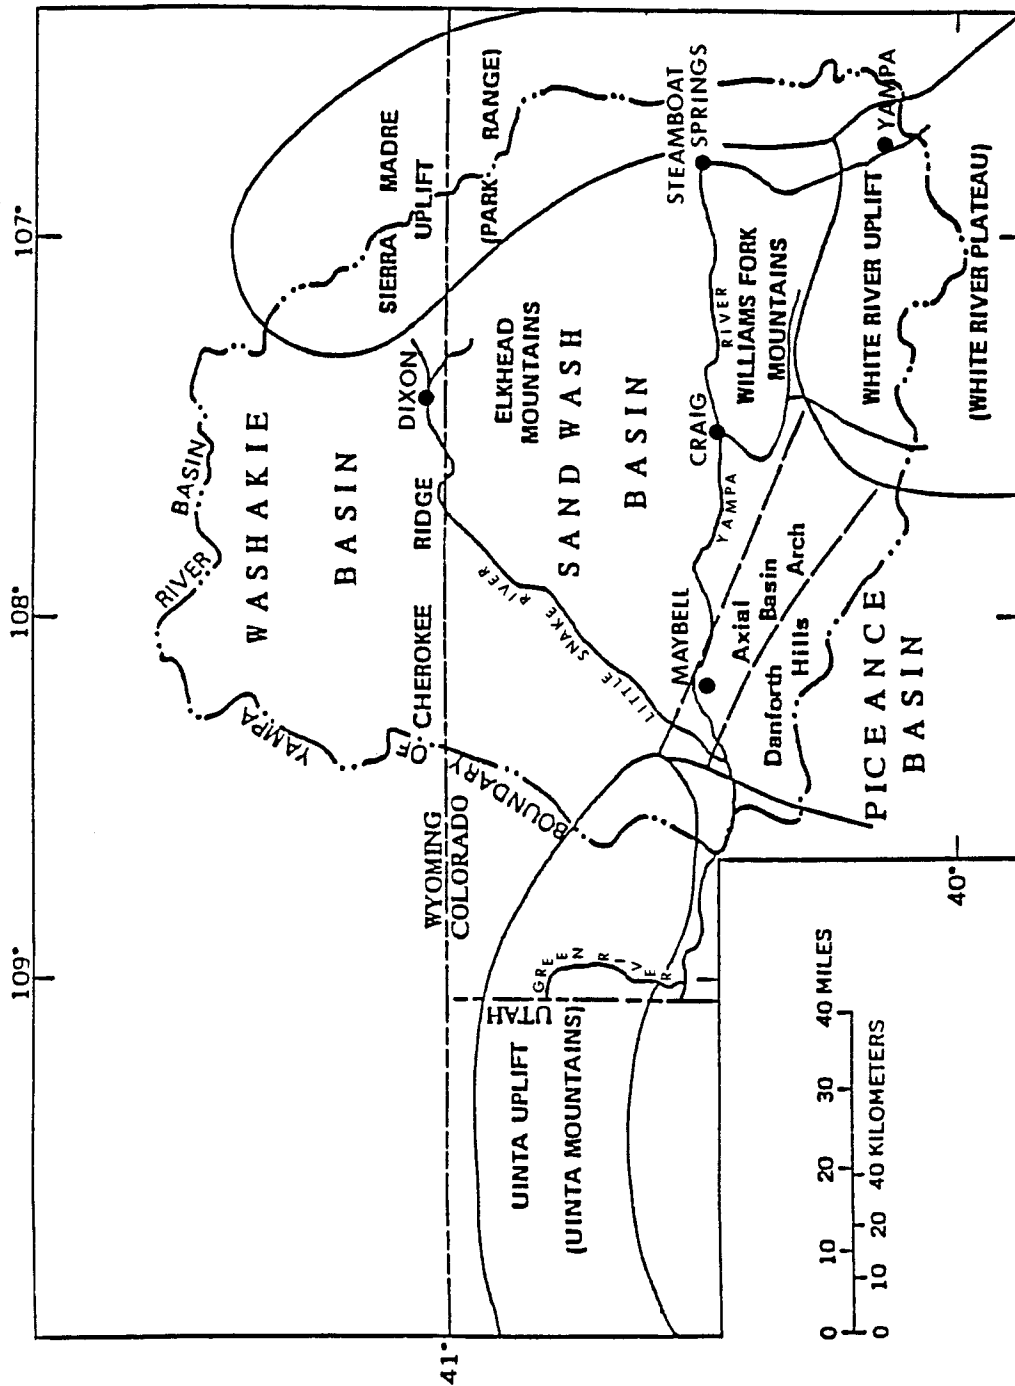 109°
108°
107°
41°
40°
YAMPA
RIVER
BASIN
BOUNDARY
OF
WASHAKIE
BASIN
SIERRA MADRE
UPLIFT
(PARK RANGE)
CHEROKEE RIDGE
DIXON
WYOMING
COLORADO
UTAH
ELKHEAD
MOUNTAINS
SAND WASH
BASIN
LITTLE SNAKE RIVER
GREEN RIVER
UINTA UPLIFT
(UINTA MOUNTAINS)
STEAMBOAT
SPRINGS
YAMPA RIVER
CRAIG
MAYBELL
WILLIAMS FORK
MOUNTAINS
YAMPA
WHITE RIVER UPLIFT
(WHITE RIVER PLATEAU)
Axial
Basin
Arch
Danforth
Hills
PICEANCE
BASIN
0 10 20 30 40 MILES
0 10 20 40 KILOMETERS